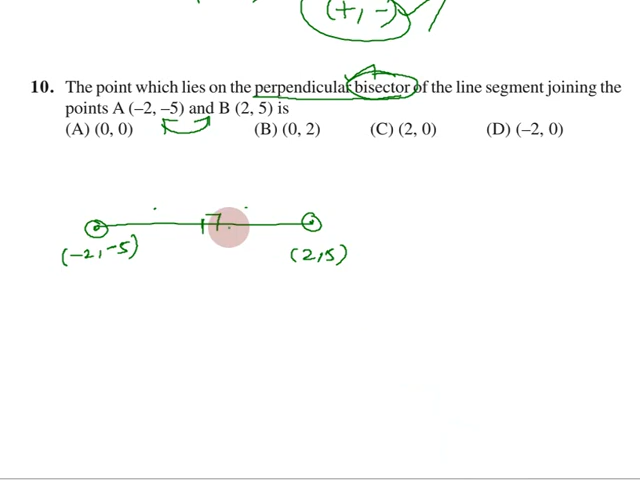 (+, -)
10. The point which lies on the perpendicular bisector of the line segment joining the
points A (–2, –5) and B (2, 5) is
(A) (0, 0) (B) (0, 2) (C) (2, 0) (D) (–2, 0)
(-2, -5) (2, 5)